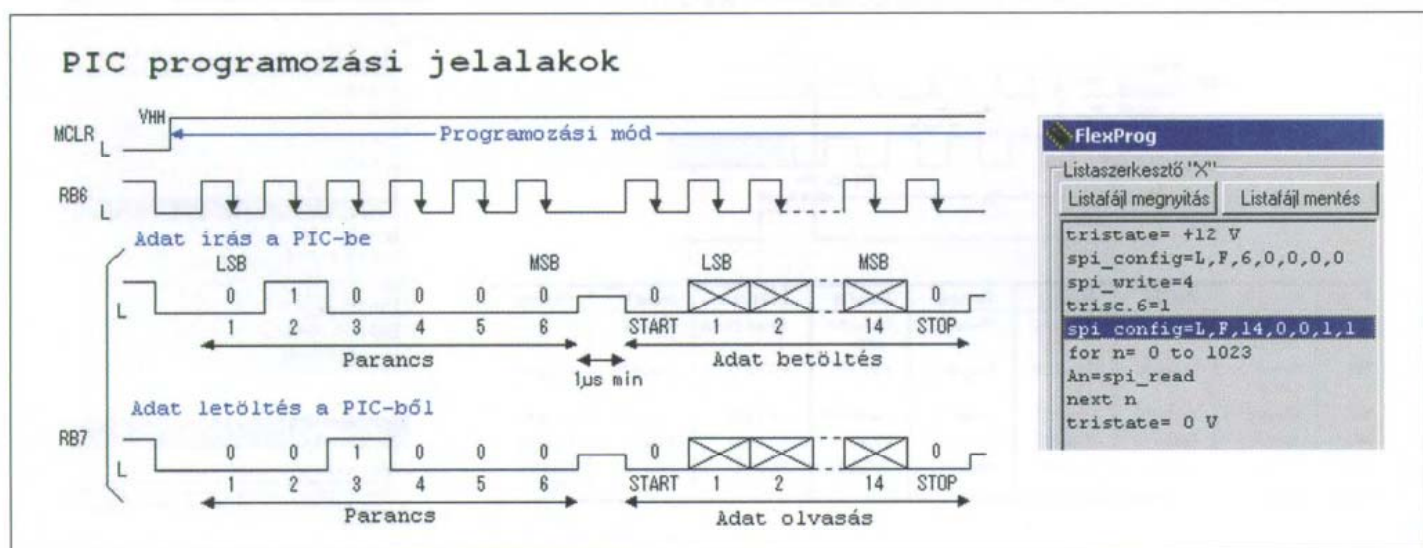 PIC programozási jelalakok
MCLR
VHH
L
Programozási mód
RB6
L
Adat írás a PIC-be
LSB MSB LSB MSB
L
0 1 0 0 0 0 0 0
1 2 3 4 5 6 START 1 2 14 STOP
Parancs
1µs min
Adat betöltés
Adat letöltés a PIC-ből
RB7
L
0 0 1 0 0 0 0 0
1 2 3 4 5 6 START 1 2 14 STOP
Parancs
Adat olvasás
FlexProg
Listaszerkesztő "X"
Listafájl megnyitás
Listafájl mentés
tristate= +12 V
spi_config=L,F,6,0,0,0,0
spi_write=4
trisc.6=1
spi_config=L,F,14,0,0,1,1
for n= 0 to 1023
An=spi_read
next n
tristate= 0 V